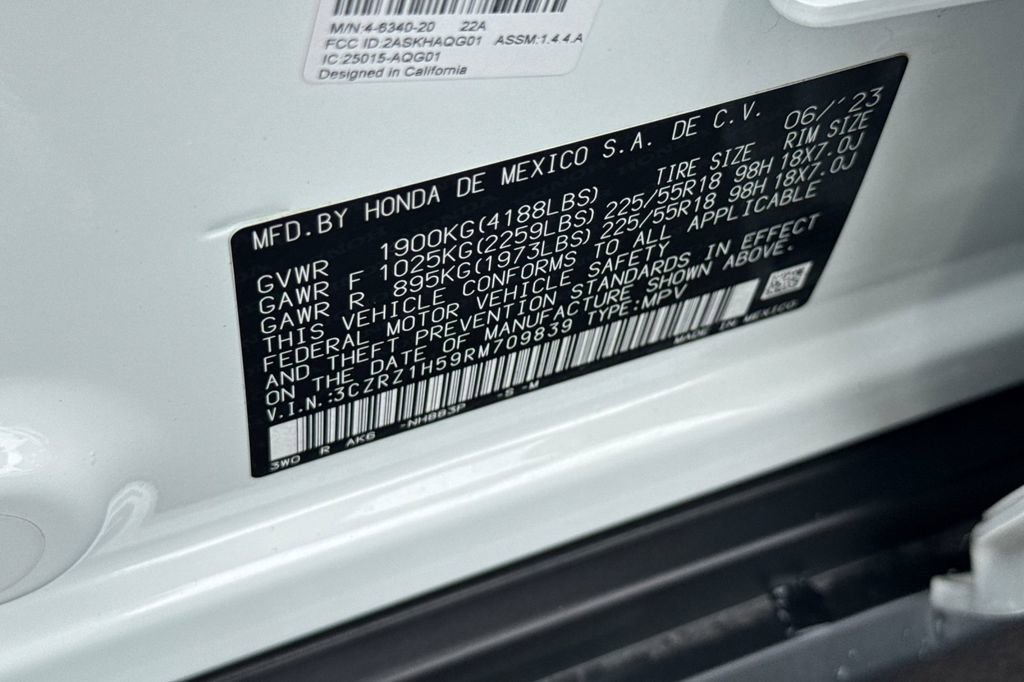 M/N:4-6340-20 22A
FCC ID:2ASKHAQG01 ASSM:1.4.4.A
IC:25015-AQG01
Designed in California
MFD.BY HONDA DE MEXICO S.A. DE C.V. 06/'23
TIRE SIZE RIM SIZE
GVWR 1900KG(4188LBS)
GAWR F 1025KG(2259LBS) 225/55R18 98H 18X7.0J
GAWR R 895KG(1973LBS) 225/55R18 98H 18X7.0J
THIS VEHICLE CONFORMS TO ALL APPLICABLE
FEDERAL MOTOR VEHICLE SAFETY
AND THEFT PREVENTION STANDARDS IN EFFECT
ON THE DATE OF MANUFACTURE SHOWN ABOVE.
V.I.N.:3CZRZ1H59RM709839 TYPE:MPV
MADE IN MEXICO
3WO R AK6 -NH883P -S -M